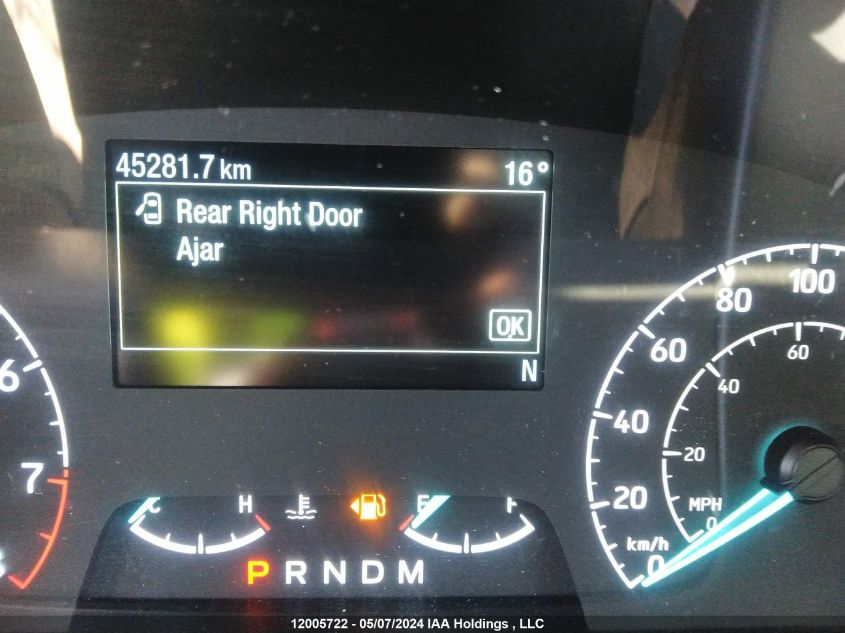 45281.7 km 16°
Rear Right Door
Ajar
OK
N
6
7
100
80
60
40
20
0
km/h
60
40
20
0
MPH
C H E F
P R N D M
12005722 - 05/07/2024 IAA Holdings , LLC